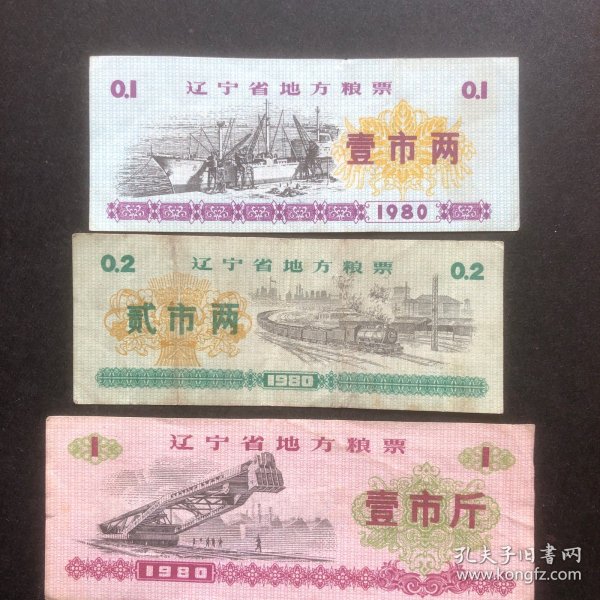 0.1 辽宁省地方粮票 0.1
壹市两
1980
0.2 辽宁省地方粮票 0.2
贰市两
1980
1 辽宁省地方粮票 1
壹市斤
1980
孔夫子旧书网
www.kongfz.com